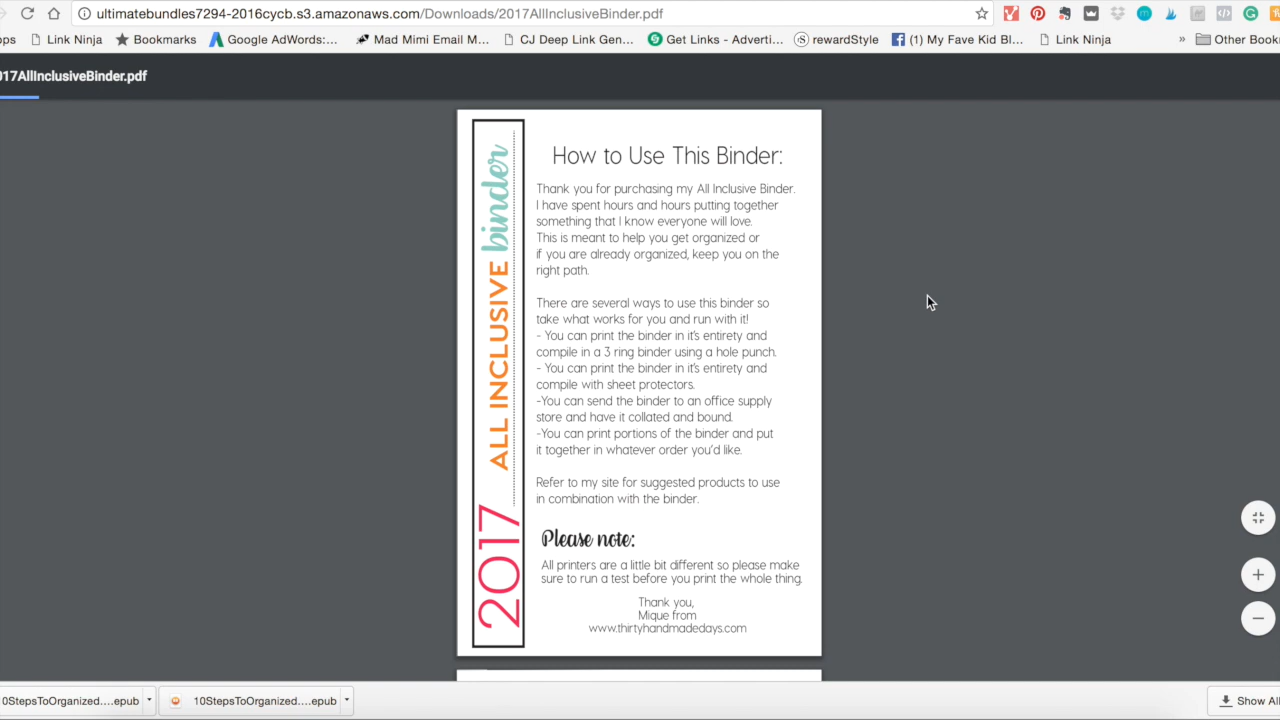 ultimatebundles7294-2016cycb.s3.amazonaws.com/Downloads/2017AllInclusiveBinder.pdf
Link Ninja Bookmarks Google AdWords:... Mad Mimi Email M... CJ Deep Link Gen... Get Links - Adverti... rewardStyle (1) My Fave Kid Bl... Link Ninja » Other Book
017AllInclusiveBinder.pdf
2017 ALL INCLUSIVE binder
How to Use This Binder:
Thank you for purchasing my All Inclusive Binder.
I have spent hours and hours putting together
something that I know everyone will love.
This is meant to help you get organized or
if you are already organized, keep you on the
right path.
There are several ways to use this binder so
take what works for you and run with it!
- You can print the binder in it's entirety and
compile in a 3 ring binder using a hole punch.
- You can print the binder in it's entirety and
compile with sheet protectors.
-You can send the binder to an office supply
store and have it collated and bound.
-You can print portions of the binder and put
it together in whatever order you'd like.
Refer to my site for suggested products to use
in combination with the binder.
Please note:
All printers are a little bit different so please make
sure to run a test before you print the whole thing.
Thank you,
Mique from
www.thirtyhandmadedays.com
0StepsToOrganized....epub 10StepsToOrganized....epub Show All